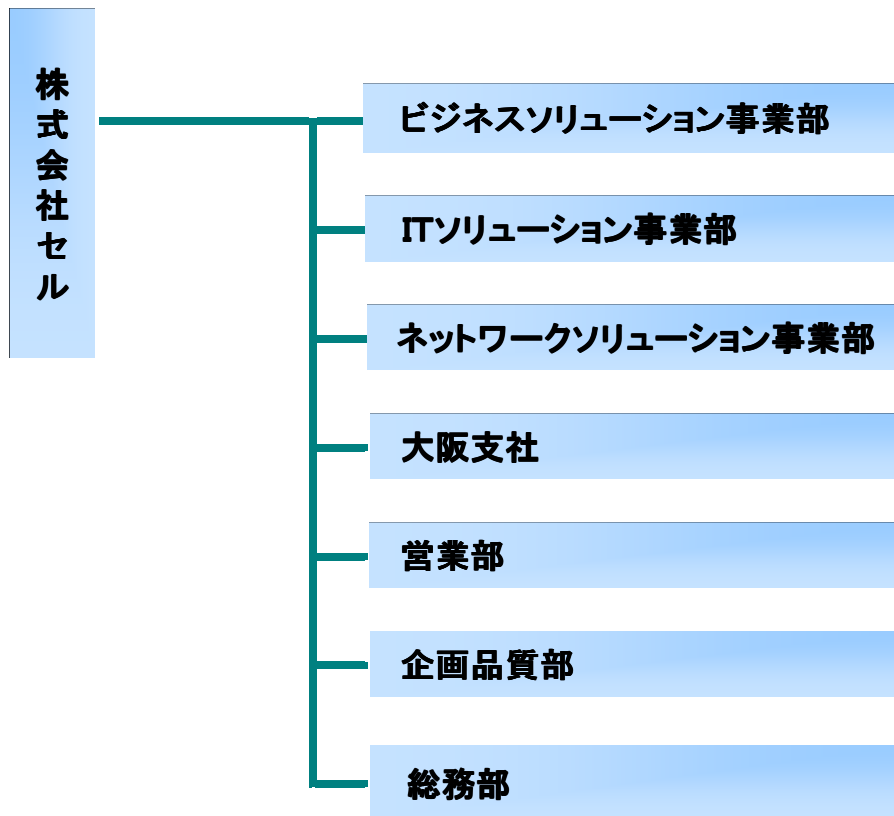 株式会社セル
ビジネスソリューション事業部
ITソリューション事業部
ネットワークソリューション事業部
大阪支社
営業部
企画品質部
総務部